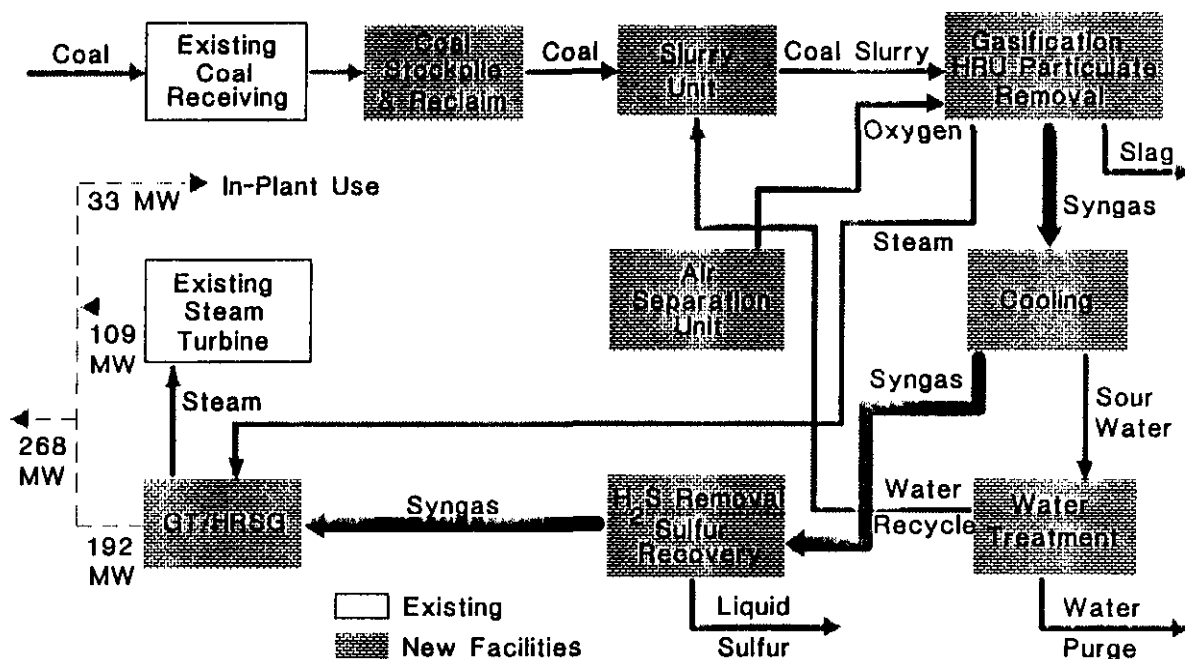 Coal
Existing
Coal
Receiving
Coal
Stockpile
& Reclaim
Coal
Slurry
Unit
Coal Slurry
Gasification
HRU Particulate
Removal
Oxygen
Slag
Syngas
Steam
33 MW
In-Plant Use
Existing
Steam
Turbine
109
MW
Air
Separation
Unit
Cooling
Syngas
Sour
Water
Steam
268
MW
GT/HRSG
192
MW
Syngas
H2S Removal
Sulfur
Recovery
Water
Recycle
Water
Treatment
Liquid
Sulfur
Water
Purge
Existing
New Facilities